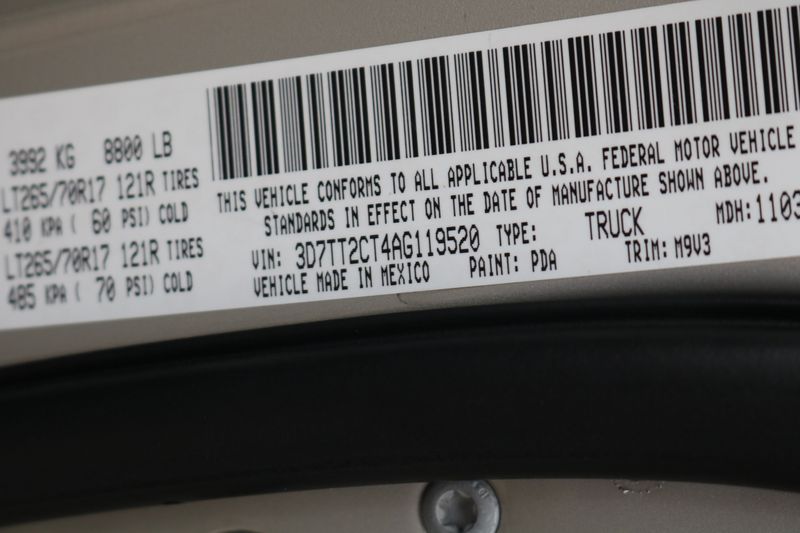 3992 KG 8800 LB
LT265/70R17 121R TIRES
410 KPA ( 60 PSI) COLD
LT265/70R17 121R TIRES
485 KPA ( 70 PSI) COLD
THIS VEHICLE CONFORMS TO ALL APPLICABLE U.S.A. FEDERAL MOTOR VEHICLE
STANDARDS IN EFFECT ON THE DATE OF MANUFACTURE SHOWN ABOVE.
VIN: 3D7TT2CT4AG119520 TYPE: TRUCK MDH: 1103
VEHICLE MADE IN MEXICO PAINT: PDA TRIM: M9V3